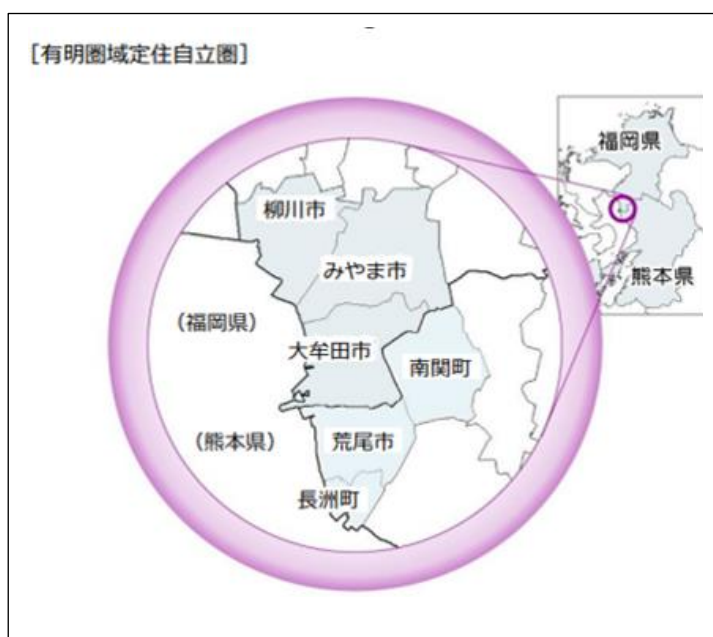 [有明圏域定住自立圏]
福岡県
柳川市
みやま市
(福岡県)
熊本県
大牟田市
南関町
(熊本県)
荒尾市
長洲町